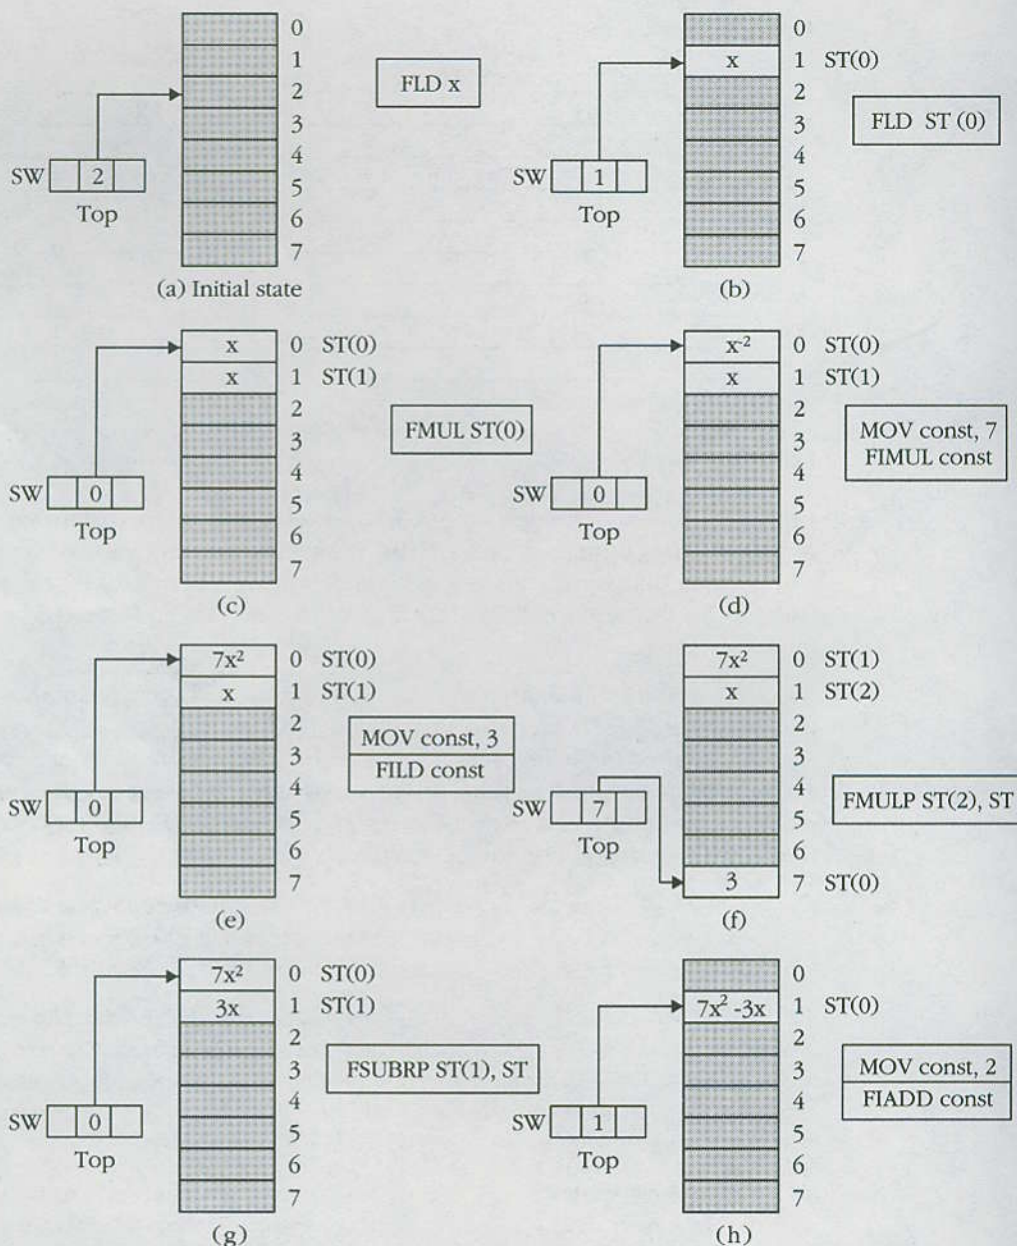 0
1
2
3
4
5
6
7
SW 2
Top
FLD x
(a) Initial state
0
x 1 ST(0)
2
3
4
5
6
7
SW 1
Top
FLD ST (0)
(b)
x 0 ST(0)
x 1 ST(1)
2
3
4
5
6
7
SW 0
Top
FMUL ST(0)
(c)
x-2 0 ST(0)
x 1 ST(1)
2
3
4
5
6
7
SW 0
Top
MOV const, 7
FIMUL const
(d)
7x² 0 ST(0)
x 1 ST(1)
2
3
4
5
6
7
SW 0
Top
MOV const, 3
FILD const
(e)
7x² 0 ST(1)
x 1 ST(2)
2
3
4
5
6
3 7 ST(0)
SW 7
Top
FMULP ST(2), ST
(f)
7x² 0 ST(0)
3x 1 ST(1)
2
3
4
5
6
7
SW 0
Top
FSUBRP ST(1), ST
(g)
0
7x² -3x 1 ST(0)
2
3
4
5
6
7
SW 1
Top
MOV const, 2
FIADD const
(h)